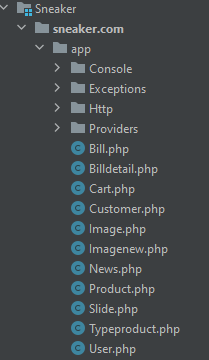 Sneaker
sneaker.com
app
Console
Exceptions
Http
Providers
Bill.php
Billdetail.php
Cart.php
Customer.php
Image.php
Imagenew.php
News.php
Product.php
Slide.php
Typeproduct.php
User.php